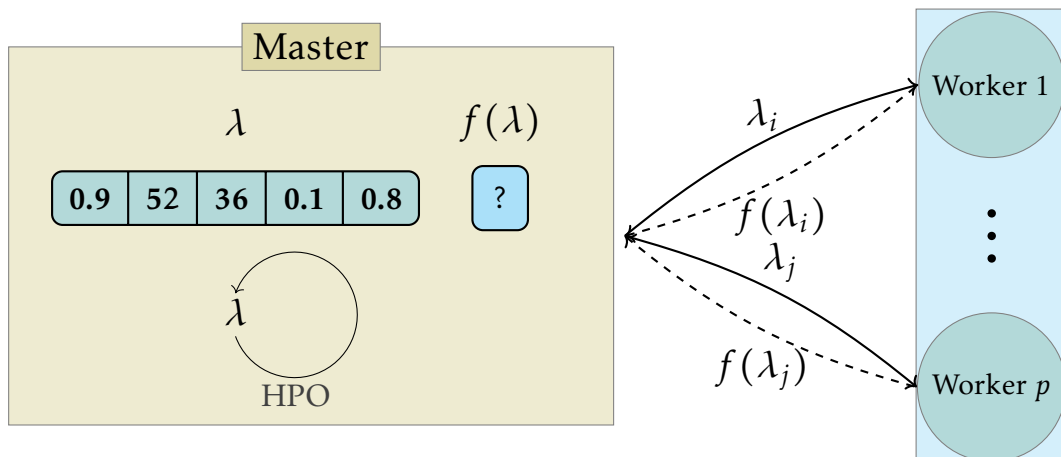 Master
λ
f(λ)
0.9 52 36 0.1 0.8
?
λ
HPO
λ_i
f(λ_i)
λ_j
f(λ_j)
Worker 1
Worker p